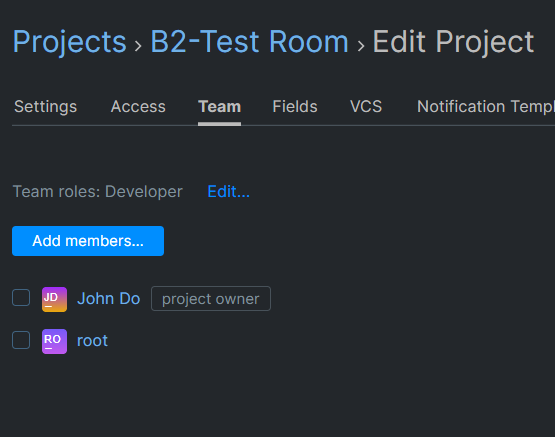 Projects › B2-Test Room › Edit Project
Settings Access Team Fields VCS Notification Templ
Team roles: Developer Edit...
Add members...
JD John Do project owner
RO root